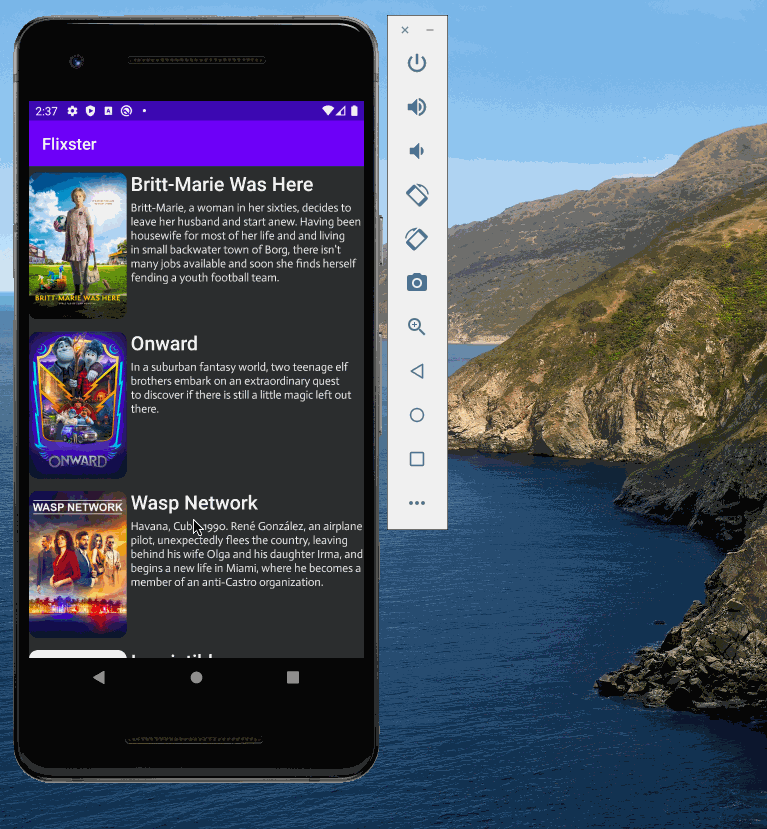 2:37
Flixster
Britt-Marie Was Here
Britt-Marie, a woman in her sixties, decides to
leave her husband and start anew. Having been
housewife for most of her life and and living
in small backwater town of Borg, there isn't
many jobs available and soon she finds herself
fending a youth football team.
BRITT-MARIE WAS HERE
Onward
In a suburban fantasy world, two teenage elf
brothers embark on an extraordinary quest
to discover if there is still a little magic left out
there.
ONWARD
Wasp Network
WASP NETWORK
Havana, Cuba, 1990. René González, an airplane
pilot, unexpectedly flees the country, leaving
behind his wife Olga and his daughter Irma, and
begins a new life in Miami, where he becomes a
member of an anti-Castro organization.